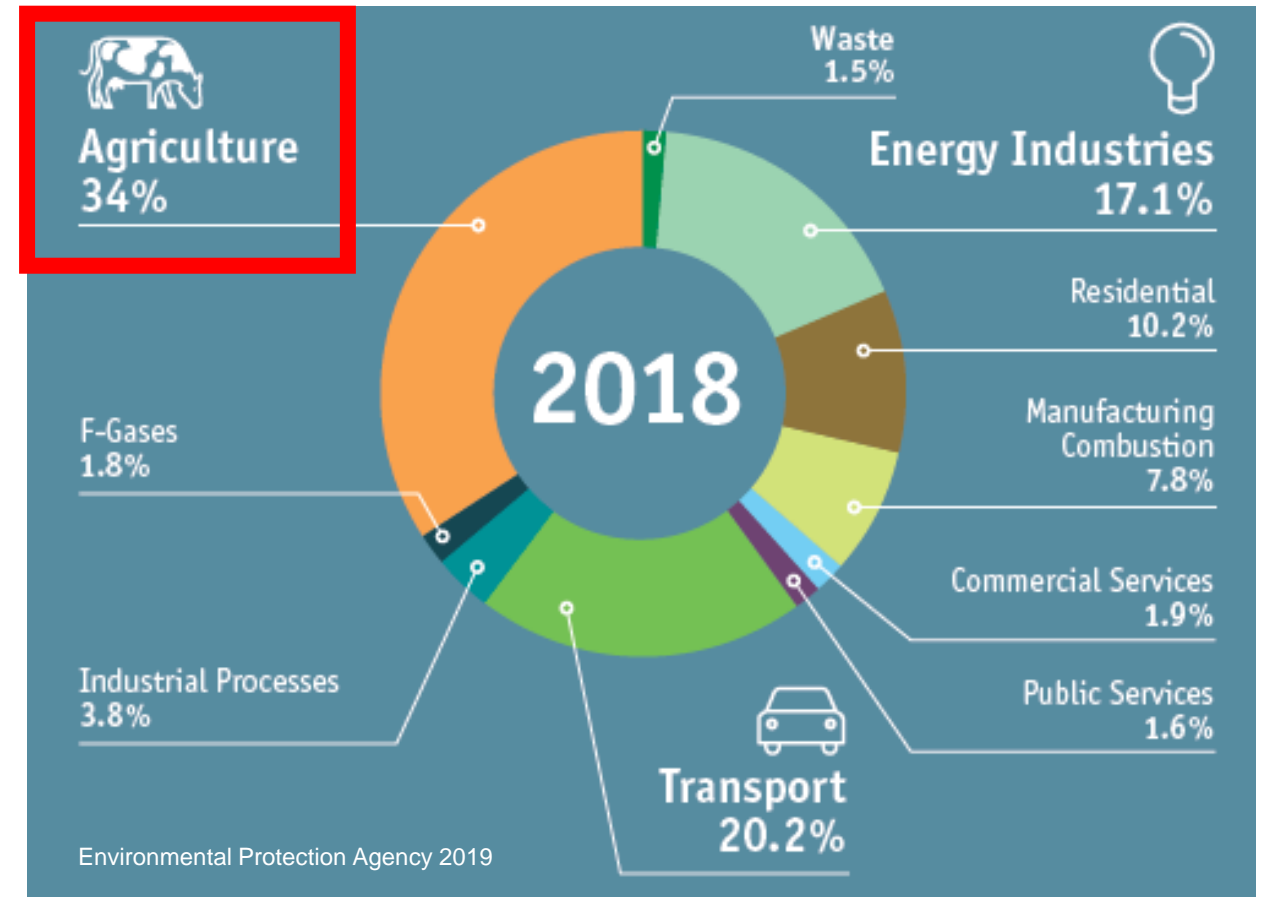 Agriculture
34%
Waste
1.5%
Energy Industries
17.1%
Residential
10.2%
Manufacturing
Combustion
7.8%
Commercial Services
1.9%
Public Services
1.6%
Transport
20.2%
Industrial Processes
3.8%
F-Gases
1.8%
2018
Environmental Protection Agency 2019